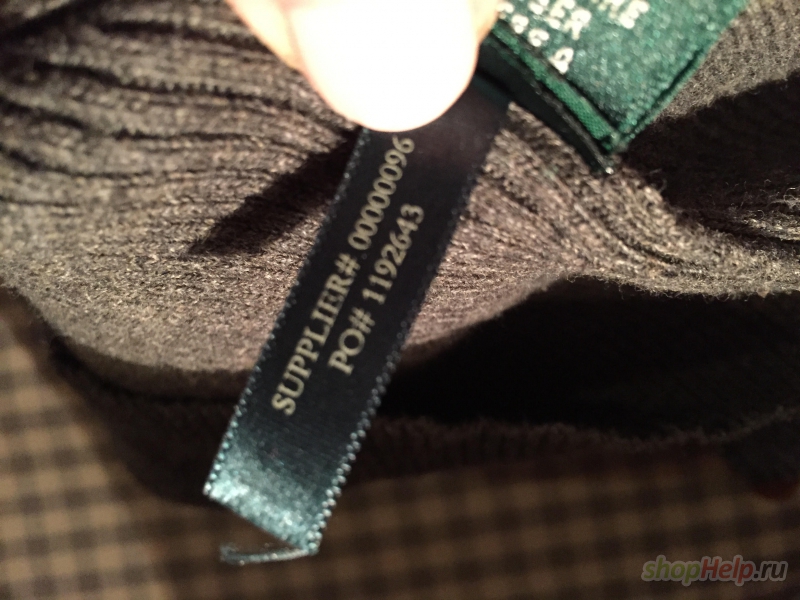 SUPPLIER# 00000096
PO# 1192643
shopHelp.ru